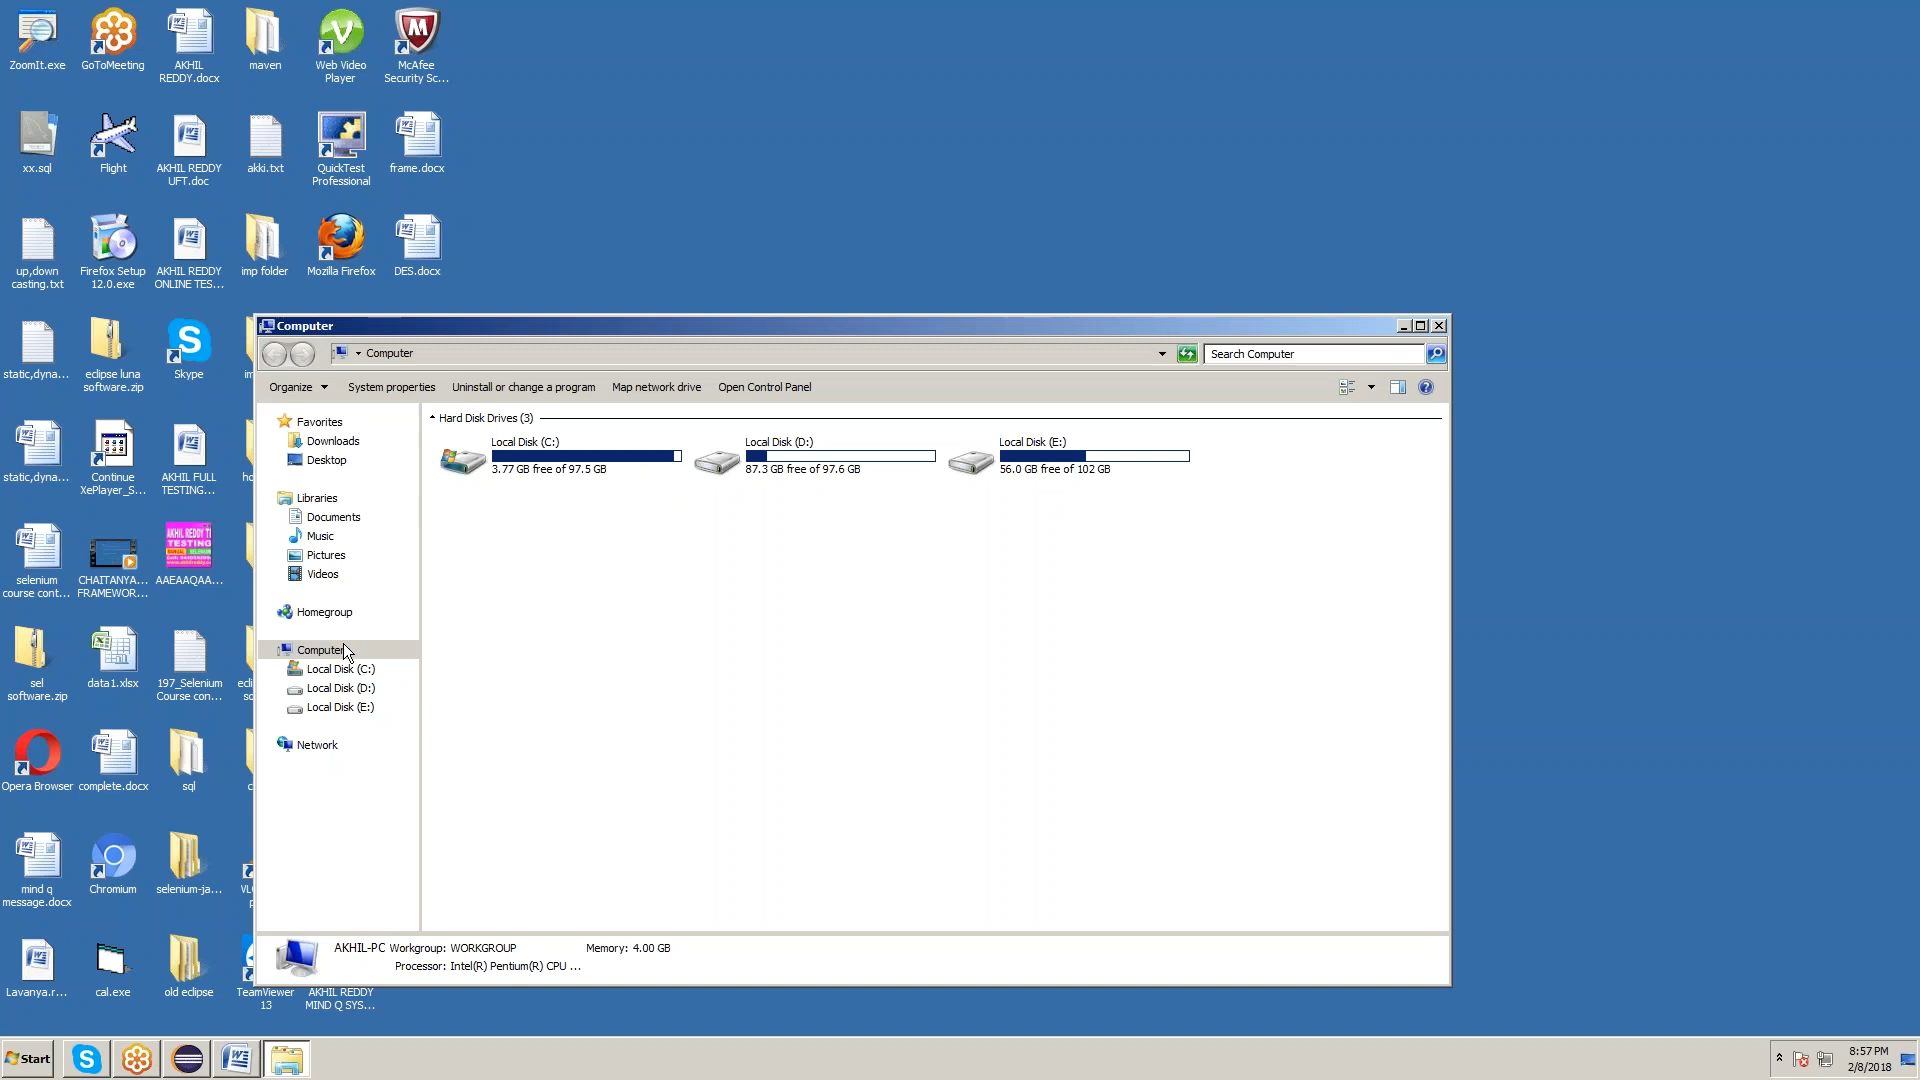 ZoomIt.exe
GoToMeeting
AKHIL
REDDY.docx
maven
Web Video
Player
McAfee
Security Sc...
xx.sql
Flight
AKHIL REDDY
UFT.doc
akki.txt
QuickTest
Professional
frame.docx
up,down
casting.txt
Firefox Setup
12.0.exe
AKHIL REDDY
ONLINE TES...
imp folder
Mozilla Firefox
DES.docx
static,dyna...
eclipse luna
software.zip
Skype
static,dyna...
Continue
XePlayer_S...
AKHIL FULL
TESTING...
selenium
course cont...
CHAITANYA...
FRAMEWOR...
AKHIL REDDY
TESTING
AAEAAQAA...
sel
software.zip
data1.xlsx
197_Selenium
Course con...
Opera Browser
complete.docx
sql
mind q
message.docx
Chromium
selenium-ja...
Lavanya.r...
cal.exe
old eclipse
TeamViewer
13
AKHIL REDDY
MIND Q SYS...
Computer
Computer
Search Computer
Organize
System properties
Uninstall or change a program
Map network drive
Open Control Panel
Favorites
Downloads
Desktop
Libraries
Documents
Music
Pictures
Videos
Homegroup
Computer
Local Disk (C:)
Local Disk (D:)
Local Disk (E:)
Network
Hard Disk Drives (3)
Local Disk (C:)
3.77 GB free of 97.5 GB
Local Disk (D:)
87.3 GB free of 97.6 GB
Local Disk (E:)
56.0 GB free of 102 GB
AKHIL-PC Workgroup: WORKGROUP
Memory: 4.00 GB
Processor: Intel(R) Pentium(R) CPU ...
Start
8:57 PM
2/8/2018